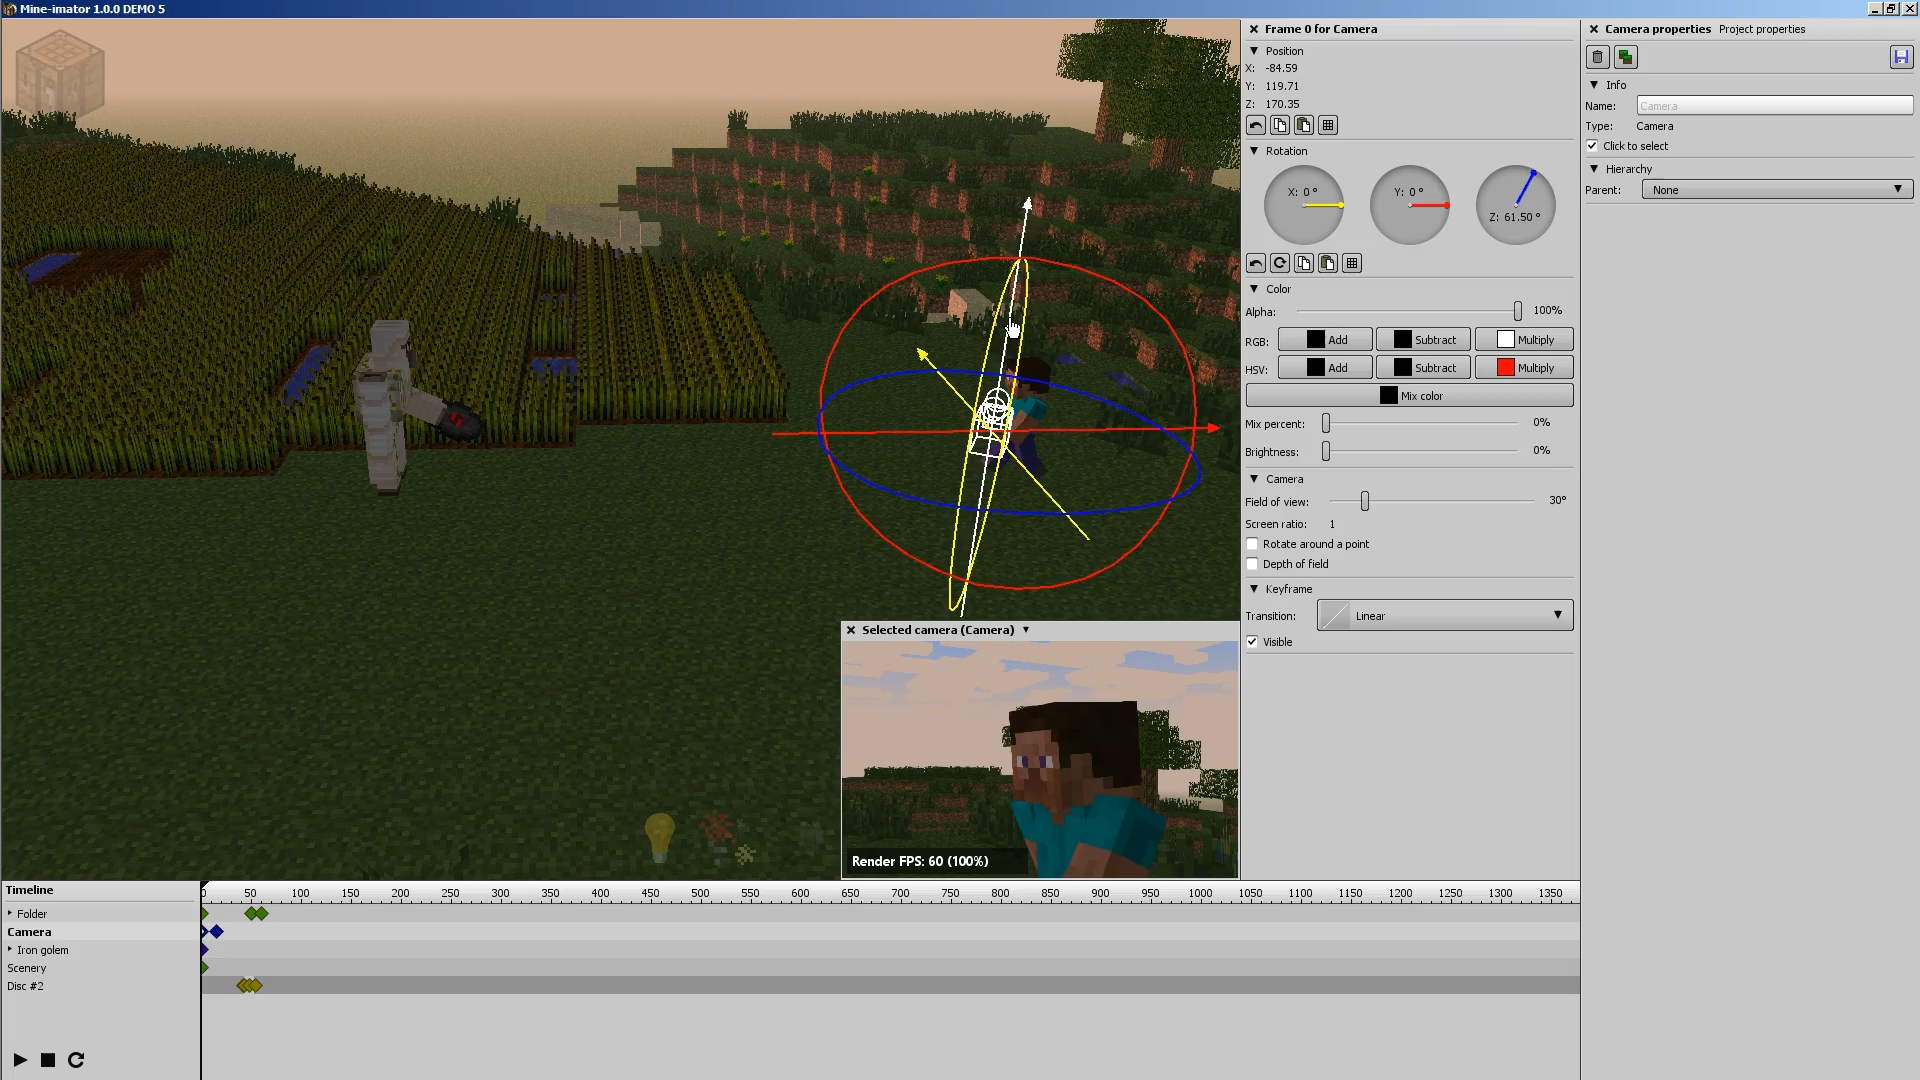 Mine-imator 1.0.0 DEMO 5
Frame 0 for Camera
Position
X: -84.59
Y: 119.71
Z: 170.35
Rotation
X: 0 °
Y: 0 °
Z: 61.50 °
Color
Alpha: 100%
RGB: Add Subtract Multiply
HSV: Add Subtract Multiply
Mix color
Mix percent: 0%
Brightness: 0%
Camera
Field of view: 30°
Screen ratio: 1
Rotate around a point
Depth of field
Keyframe
Transition: Linear
Visible
Camera properties Project properties
Info
Name: Camera
Type: Camera
Click to select
Hierarchy
Parent: None
Selected camera (Camera)
Render FPS: 60 (100%)
Timeline
0 50 100 150 200 250 300 350 400 450 500 550 600 650 700 750 800 850 900 950 1000 1050 1100 1150 1200 1250 1300 1350
Folder
Camera
Iron golem
Scenery
Disc #2